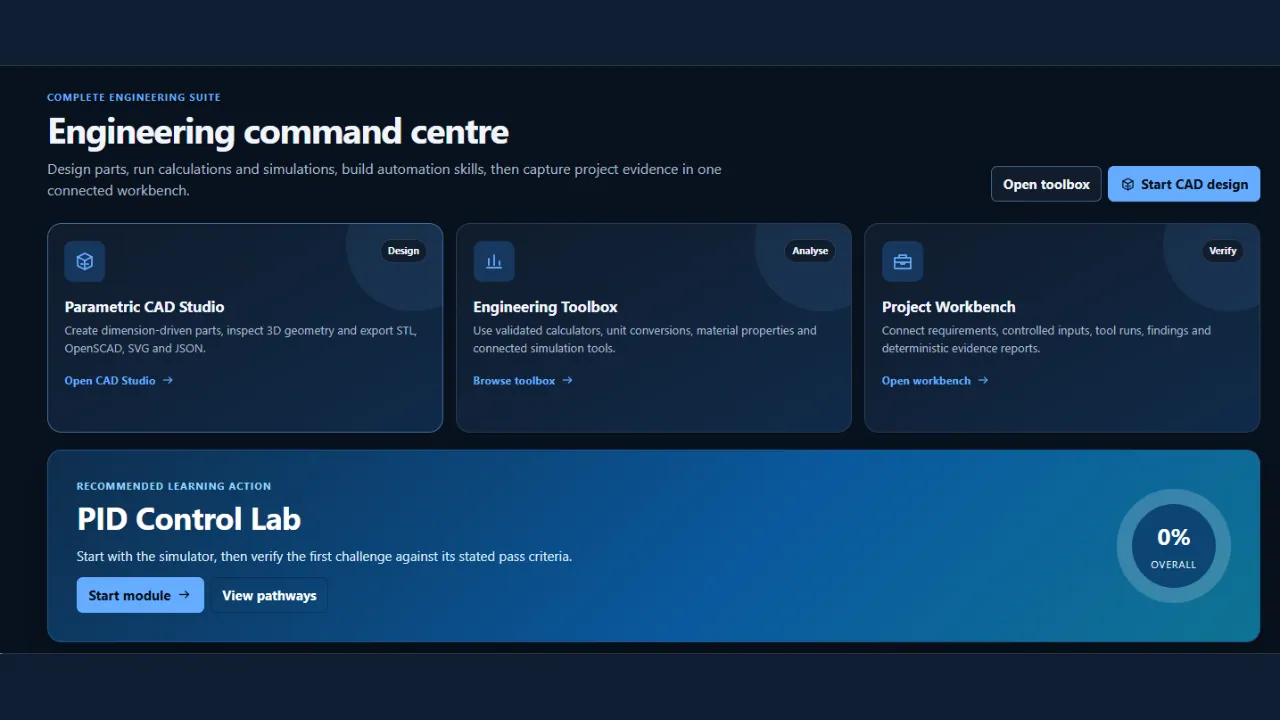 COMPLETE ENGINEERING SUITE
Engineering command centre
Design parts, run calculations and simulations, build automation skills, then capture project evidence in one
connected workbench.
Open toolbox
Start CAD design
Design
Parametric CAD Studio
Create dimension-driven parts, inspect 3D geometry and export STL,
OpenSCAD, SVG and JSON.
Open CAD Studio →
Analyse
Engineering Toolbox
Use validated calculators, unit conversions, material properties and
connected simulation tools.
Browse toolbox →
Verify
Project Workbench
Connect requirements, controlled inputs, tool runs, findings and
deterministic evidence reports.
Open workbench →
RECOMMENDED LEARNING ACTION
PID Control Lab
Start with the simulator, then verify the first challenge against its stated pass criteria.
Start module →
View pathways
0%
OVERALL